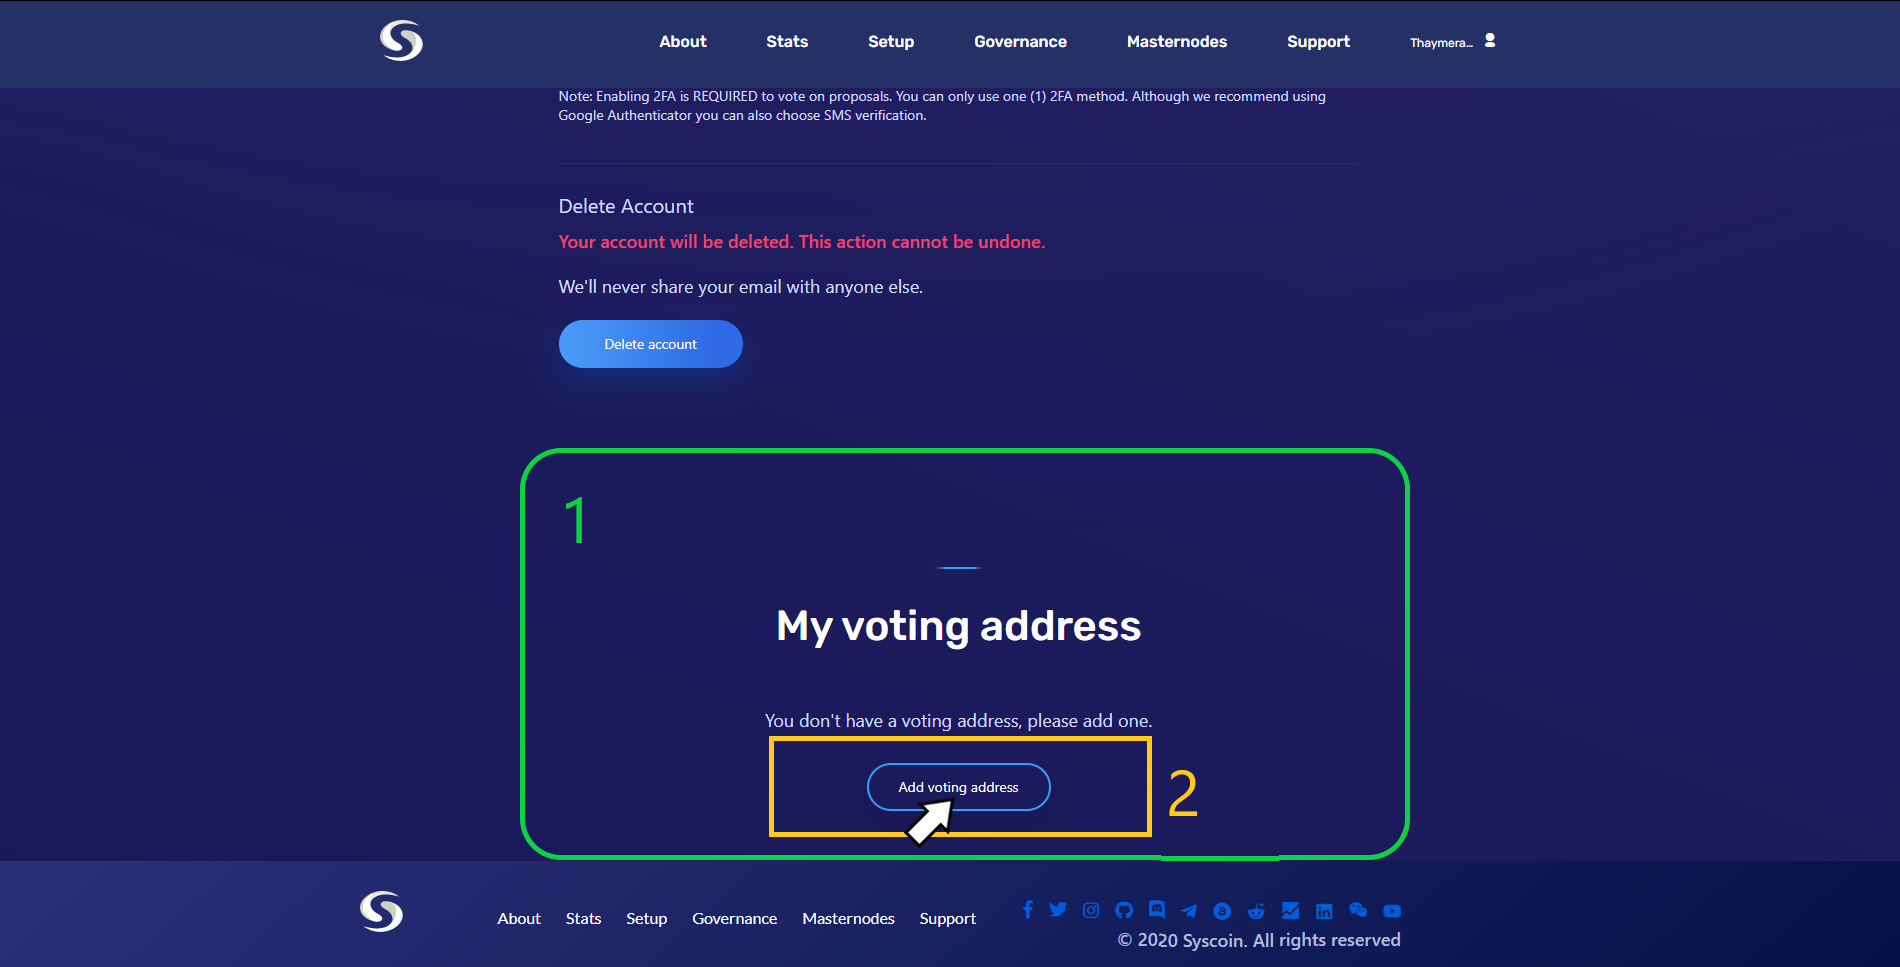 About Stats Setup Governance Masternodes Support Thaymera...
Note: Enabling 2FA is REQUIRED to vote on proposals. You can only use one (1) 2FA method. Although we recommend using
Google Authenticator you can also choose SMS verification.
Delete Account
Your account will be deleted. This action cannot be undone.
We'll never share your email with anyone else.
Delete account
1
My voting address
You don't have a voting address, please add one.
Add voting address
2
About Stats Setup Governance Masternodes Support
© 2020 Syscoin. All rights reserved